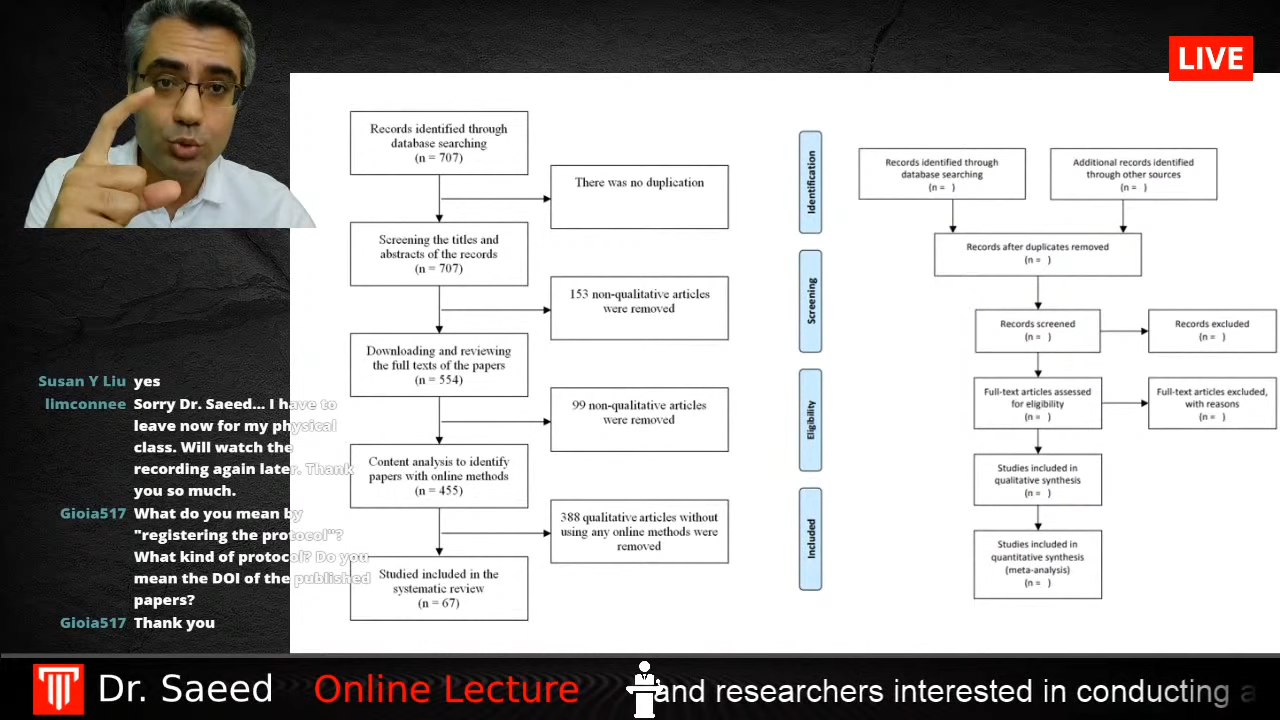 LIVE
Records identified through
database searching
(n = 707)
There was no duplication
Screening the titles and
abstracts of the records
(n = 707)
153 non-qualitative articles
were removed
Downloading and reviewing
the full texts of the papers
(n = 554)
99 non-qualitative articles
were removed
Content analysis to identify
papers with online methods
(n = 455)
388 qualitative articles without
using any online methods were
removed
Studied included in the
systematic review
(n = 67)
Identification
Screening
Eligibility
Included
Records identified through
database searching
(n = )
Additional records identified
through other sources
(n = )
Records after duplicates removed
(n = )
Records screened
(n = )
Records excluded
(n = )
Full-text articles assessed
for eligibility
(n = )
Full-text articles excluded,
with reasons
(n = )
Studies included in
qualitative synthesis
(n = )
Studies included in
quantitative synthesis
(meta-analysis)
(n = )
Susan Y Liu yes
limconnee Sorry Dr. Saeed... I have to
leave now for my physical
class. Will watch the
recording again later. Thank
you so much.
Gioia517 What do you mean by
"registering the protocol"?
What kind of protocol? Do you
mean the DOI of the published
papers?
Gioia517 Thank you
Dr. Saeed Online Lecture and researchers interested in conducting a